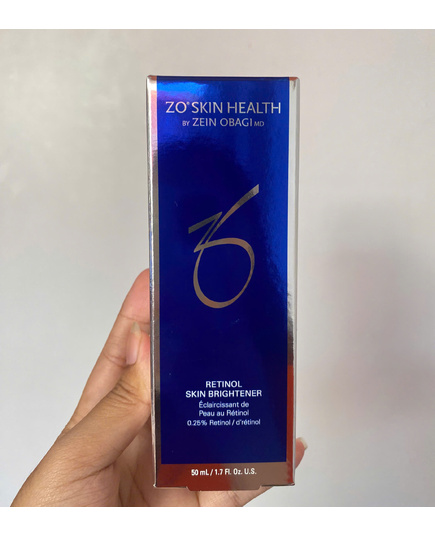 ZO® SKIN HEALTH
BY ZEIN OBAGI MD
RETINOL
SKIN BRIGHTENER
Éclaircissant de
Peau au Rétinol
0.25% Retinol / d'rétinol
50 mL / 1.7 Fl. Oz. U.S.